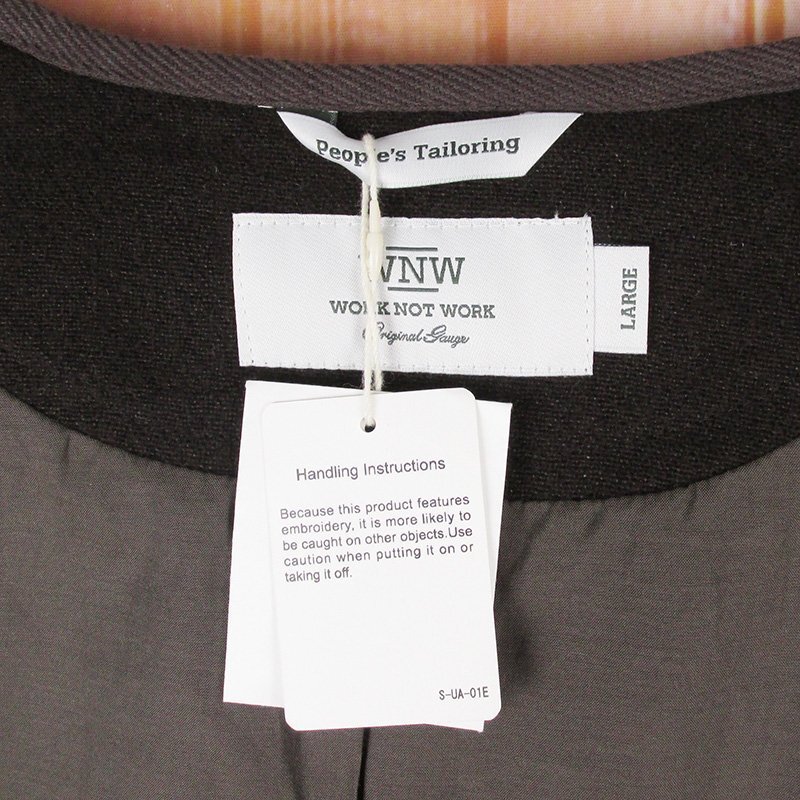 People's Tailoring
WNW
WORK NOT WORK
Original Gauge
LARGE
Handling Instructions
Because this product features
embroidery, it is more likely to
be caught on other objects.Use
caution when putting it on or
taking it off.
S-UA-01E